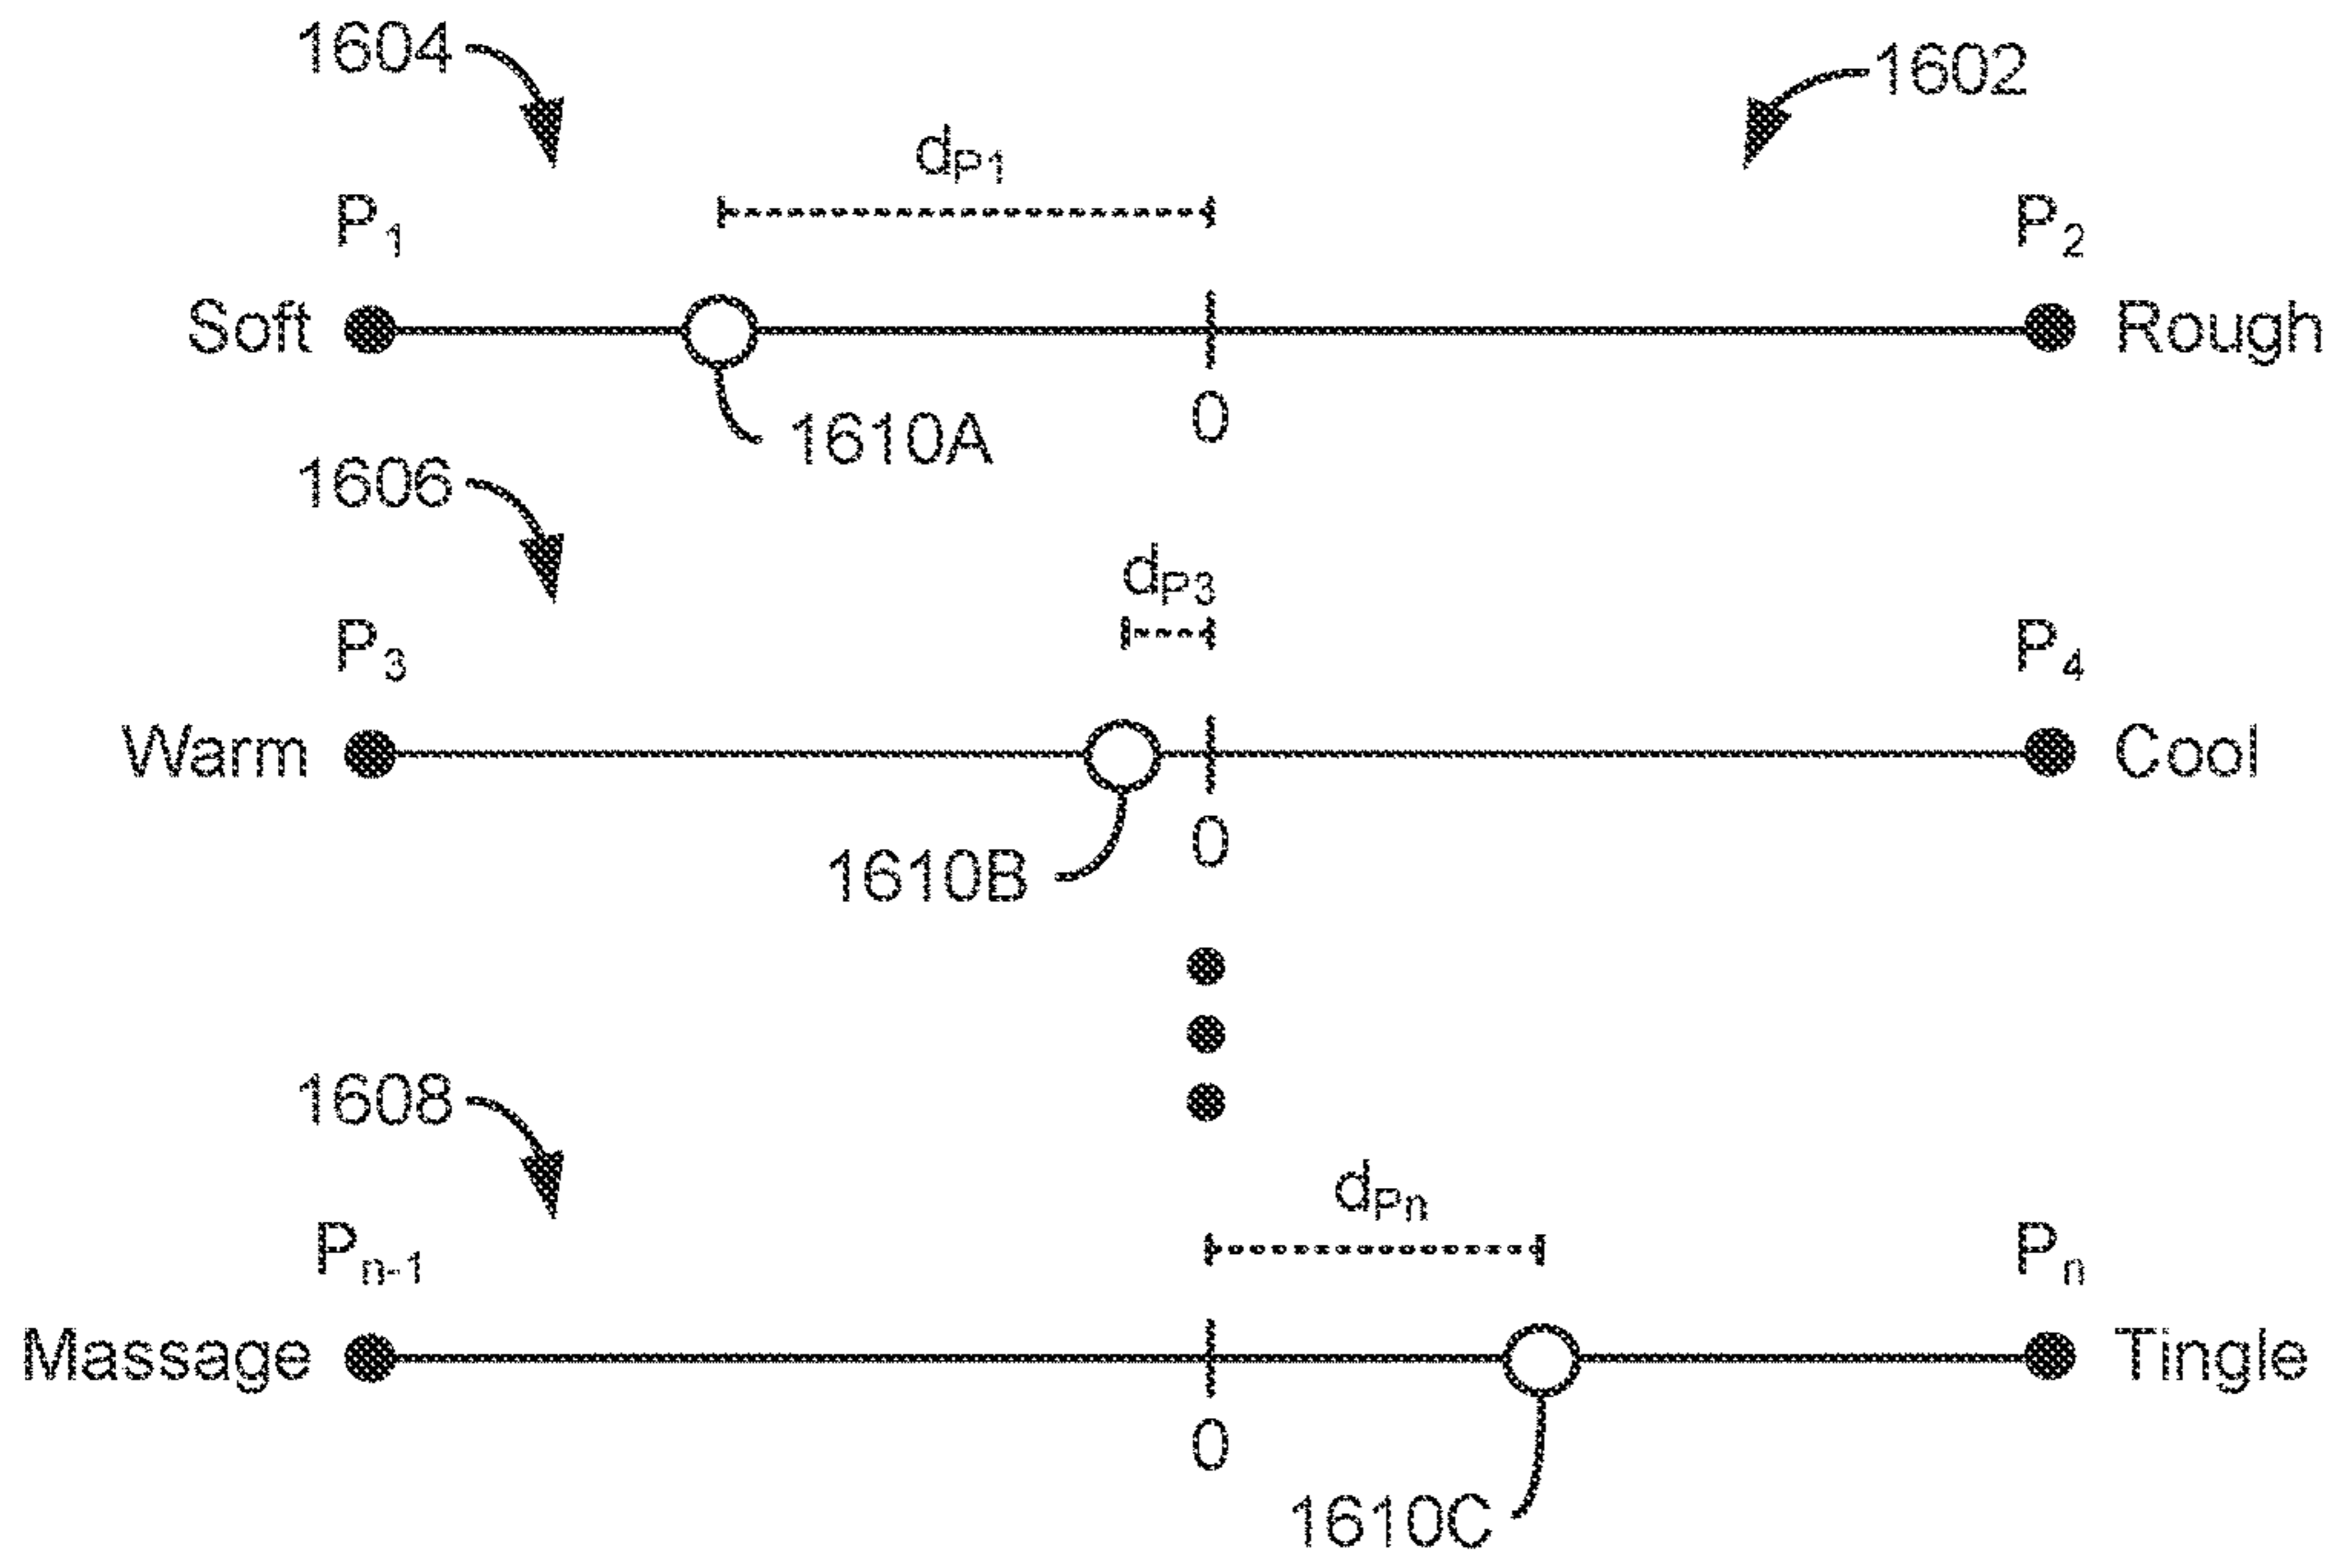 1604
1602
dP1
P1
P2
Soft
Rough
1610A
0
1606
dP3
P3
P4
Warm
Cool
1610B
0
1608
dPn
Pn-1
Pn
Massage
Tingle
0
1610C